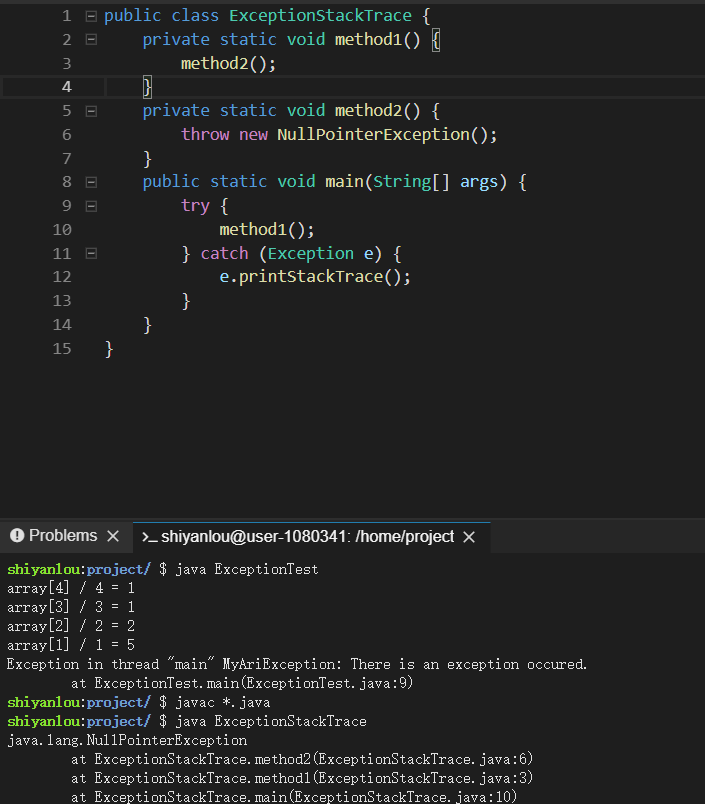 1 public class ExceptionStackTrace {
2 private static void method1() {
3 method2();
4 }
5 private static void method2() {
6 throw new NullPointerException();
7 }
8 public static void main(String[] args) {
9 try {
10 method1();
11 } catch (Exception e) {
12 e.printStackTrace();
13 }
14 }
15 }
Problems × >_ shiyanlou@user-1080341: /home/project ×
shiyanlou:project/ $ java ExceptionTest
array[4] / 4 = 1
array[3] / 3 = 1
array[2] / 2 = 2
array[1] / 1 = 5
Exception in thread "main" MyAriException: There is an exception occured.
at ExceptionTest.main(ExceptionTest.java:9)
shiyanlou:project/ $ javac *.java
shiyanlou:project/ $ java ExceptionStackTrace
java.lang.NullPointerException
at ExceptionStackTrace.method2(ExceptionStackTrace.java:6)
at ExceptionStackTrace.method1(ExceptionStackTrace.java:3)
at ExceptionStackTrace.main(ExceptionStackTrace.java:10)